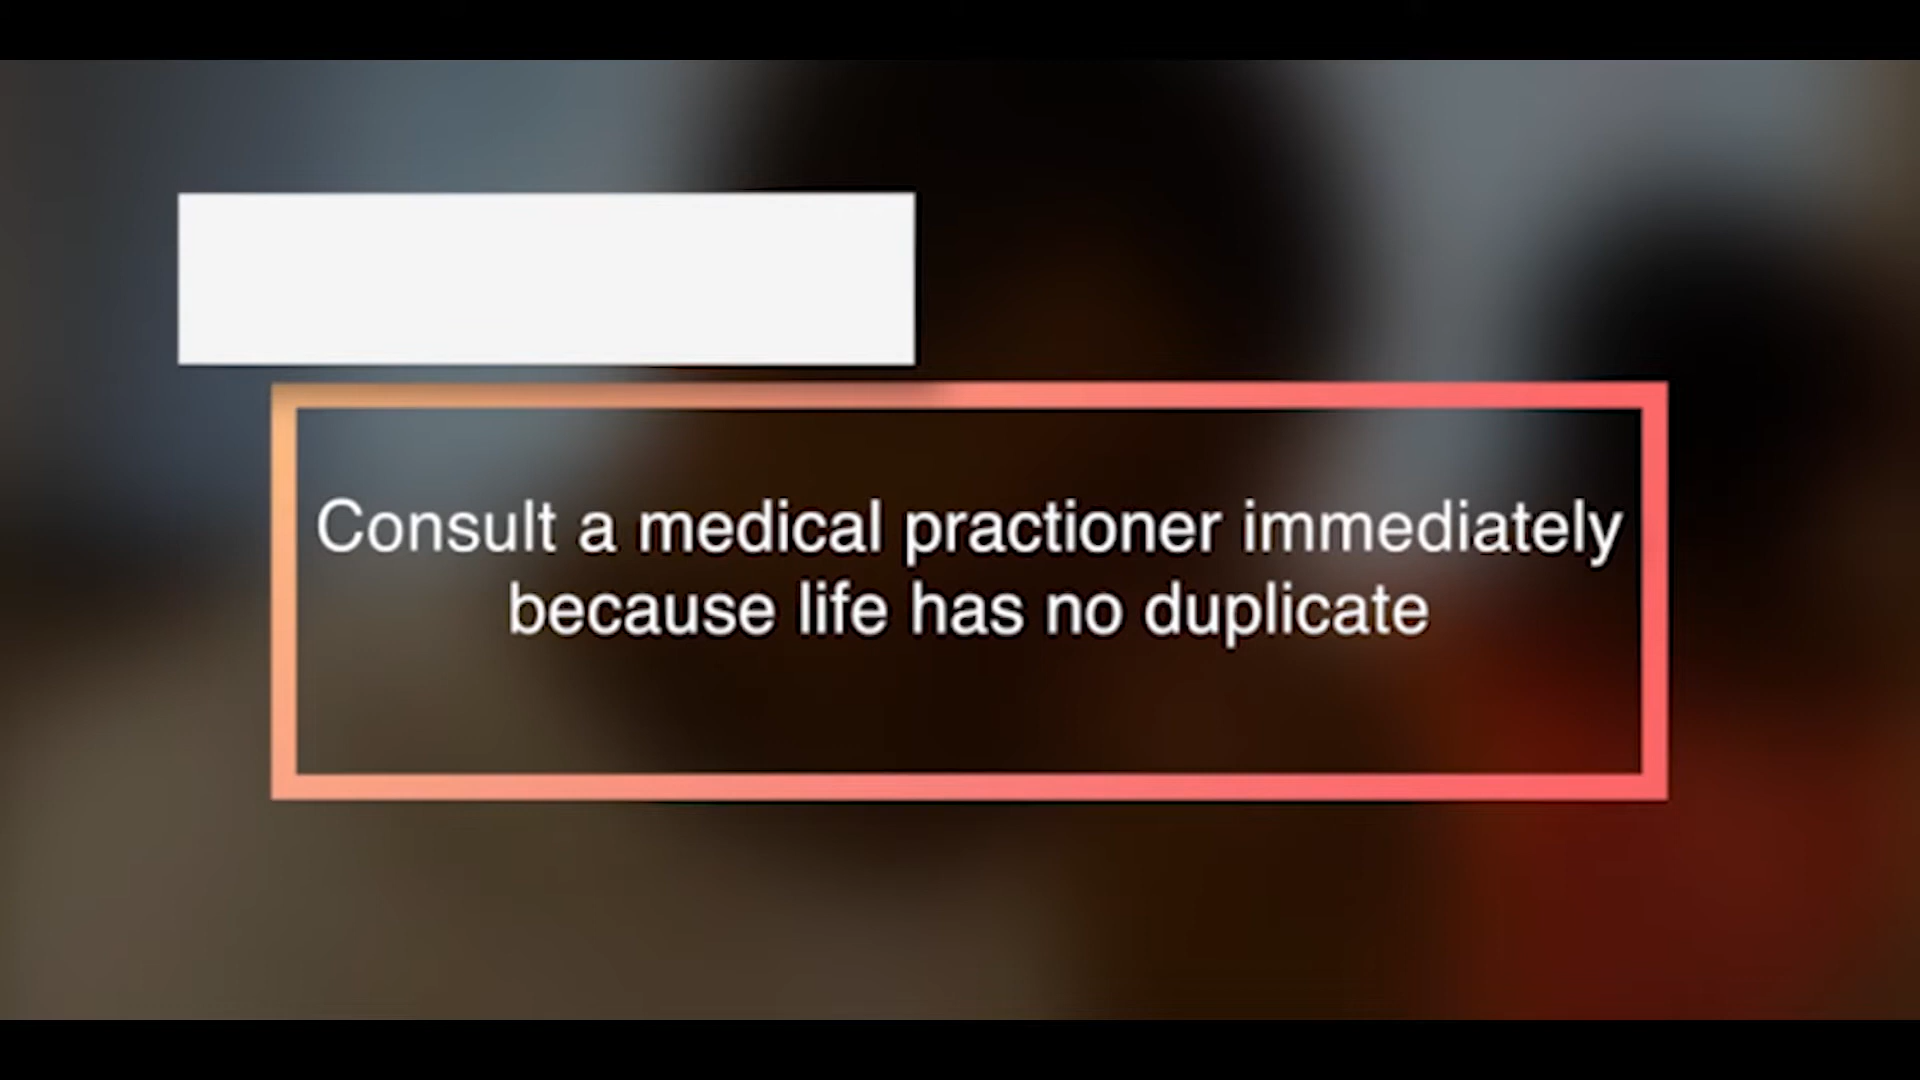 Consult a medical practioner immediately
because life has no duplicate